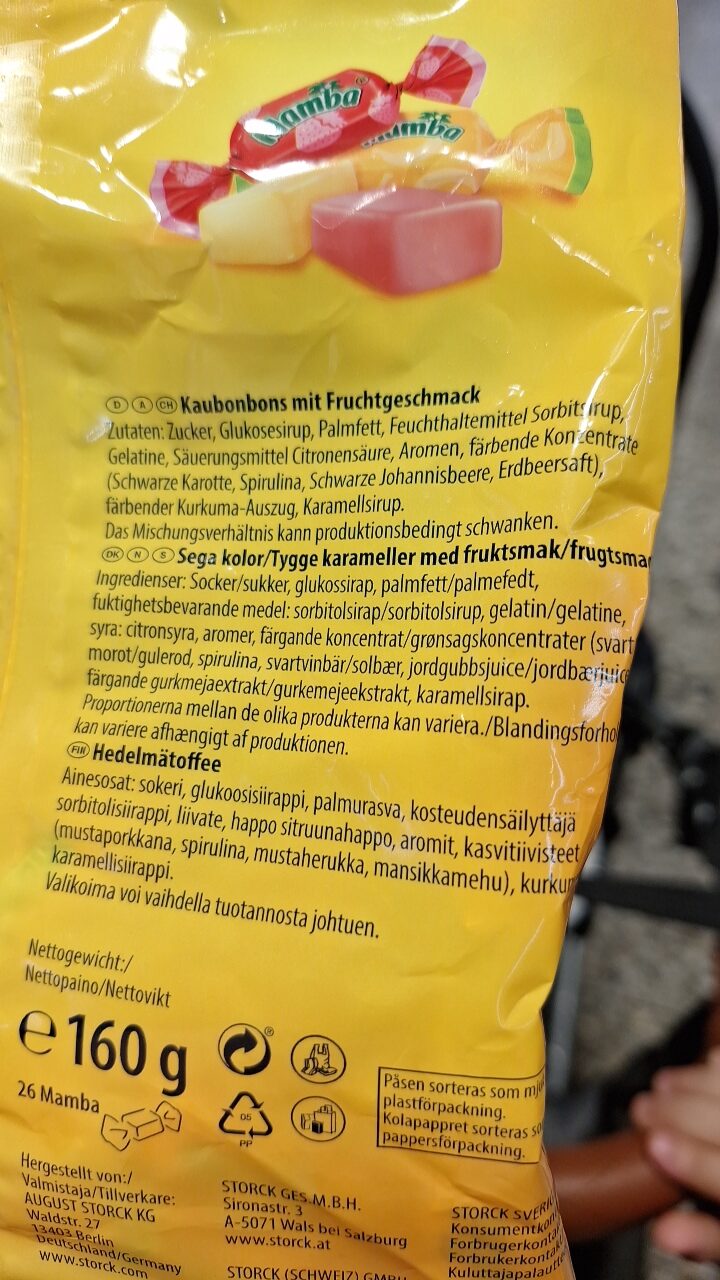 Mamba
Mamba
D A CH Kaubonbons mit Fruchtgeschmack
Zutaten: Zucker, Glukosesirup, Palmfett, Feuchthaltemittel Sorbitsirup,
Gelatine, Säuerungsmittel Citronensäure, Aromen, färbende Konzentrate
(Schwarze Karotte, Spirulina, Schwarze Johannisbeere, Erdbeersaft),
färbender Kurkuma-Auszug, Karamellsirup.
Das Mischungsverhältnis kann produktionsbedingt schwanken.
DK N S Sega kolor/Tygge karameller med fruktsmak/frugtsma
Ingredienser: Socker/sukker, glukossirap, palmfett/palmefedt,
fuktighetsbevarande medel: sorbitolsirap/sorbitolsirup, gelatin/gelatine,
syra: citronsyra, aromer, färgande koncentrat/grønsagskoncentrater (svart
morot/gulerod, spirulina, svartvinbär/solbær, jordgubbsjuice/jordbærjuice
färgande gurkmejaextrakt/gurkemejeekstrakt, karamellsirap.
Proportionerna mellan de olika produkterna kan variera./Blandingsforhol
kan variere afhængigt af produktionen.
FIN Hedelmätoffee
Ainesosat: sokeri, glukoosisiirappi, palmurasva, kosteudensäilyttäjä
sorbitolisiirappi, liivate, happo sitruunahappo, aromit, kasvitiivisteet
(mustaporkkana, spirulina, mustaherukka, mansikkamehu), kurkum
karamellisiirappi.
Valikoima voi vaihdella tuotannosta johtuen.
Nettogewicht:/
Nettopaino/Nettovikt
e 160 g
26 Mamba
05
PP
Påsen sorteras som mju
plastförpackning.
Kolapappret sorteras so
pappersförpackning.
Hergestellt von:/
Valmistaja/Tillverkare:
AUGUST STORCK KG
Waldstr. 27
13403 Berlin
Deutschland/Germany
www.storck.com
STORCK GES.M.B.H.
Sironastr. 3
A-5071 Wals bei Salzburg
www.storck.at
STORCK (SCHWEIZ) GMBH
STORCK SVERI
Konsumentkon
Forbrugerkonta
Forbrukerkonta
Kuluttajapalaut